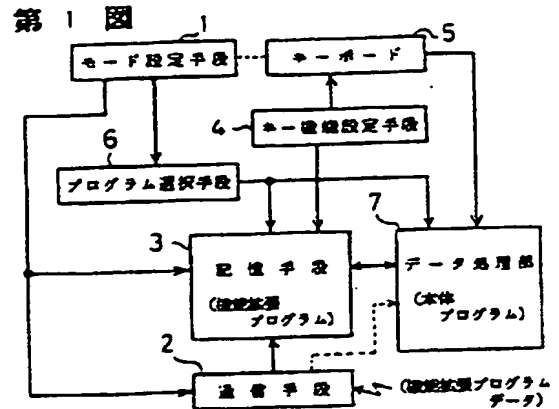 第1図
1
モード設定手段
5
キーボード
4
キー機能設定手段
6
プログラム選択手段
3
記憶手段
(機能拡張
プログラム)
7
データ処理部
(本体
プログラム)
2
通信手段
(機能拡張プログラム
データ)